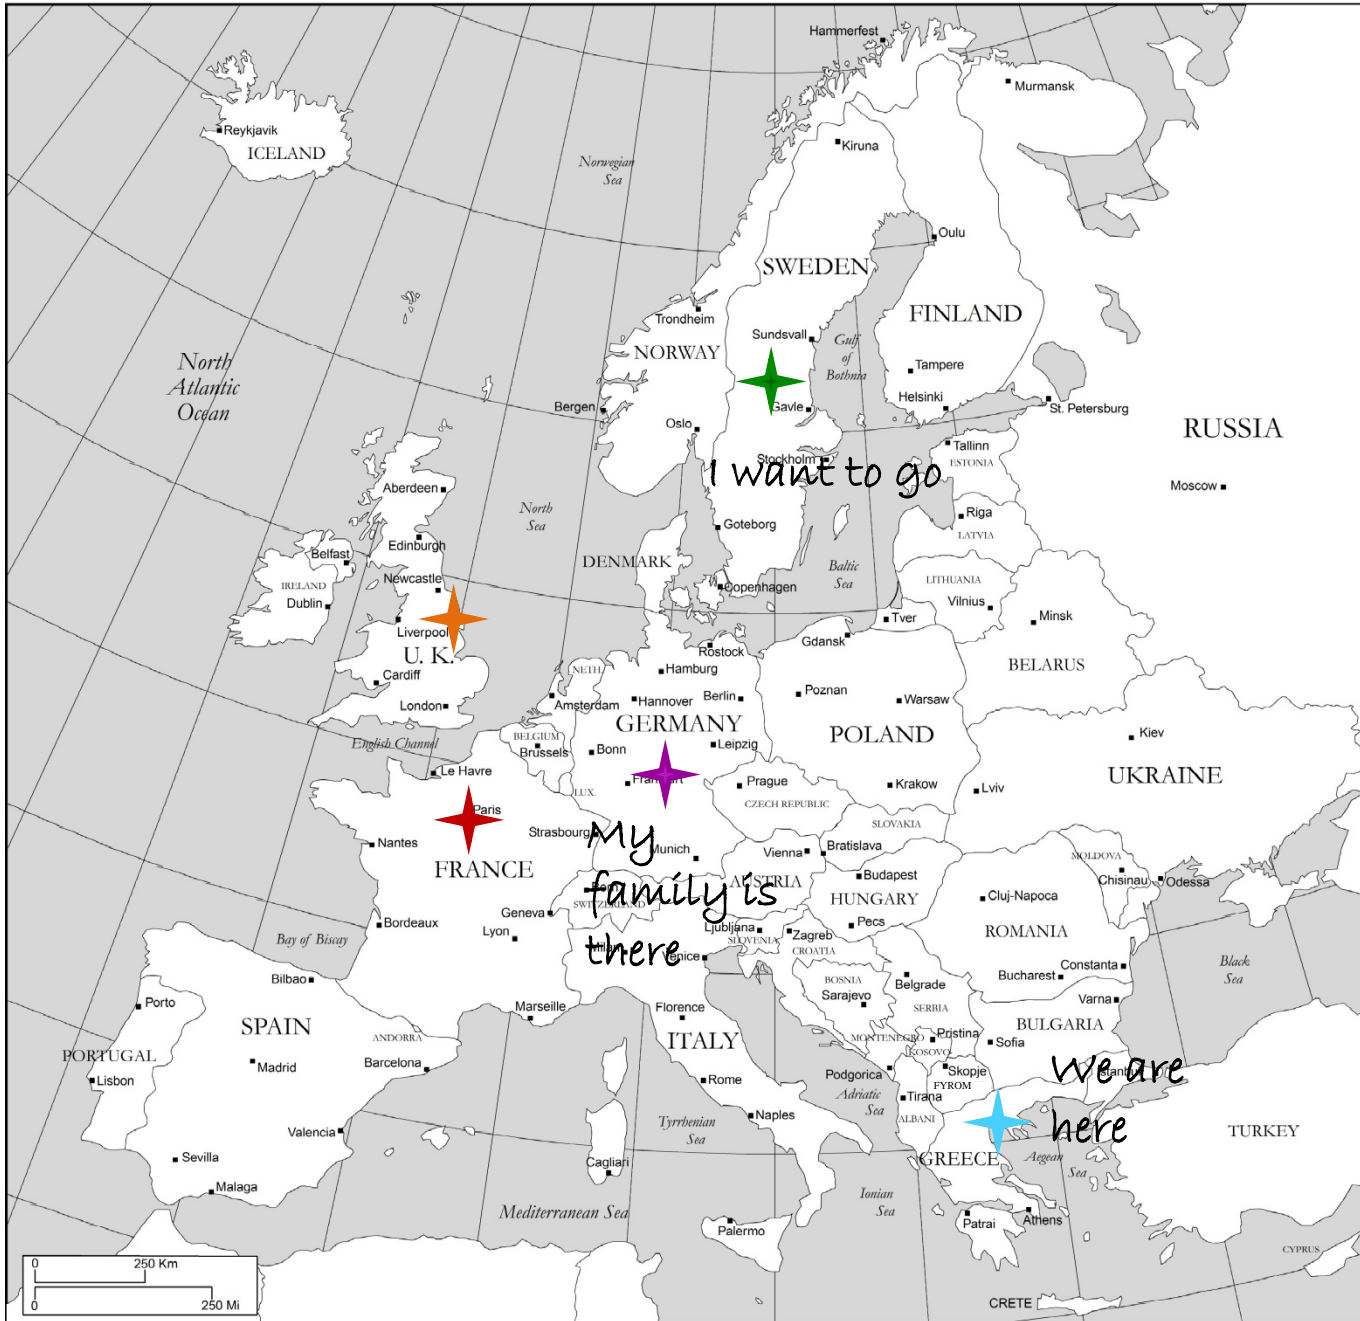 Hammerfest
Murmansk
Reykjavik
ICELAND
Kiruna
Norwegian
Sea
Oulu
SWEDEN
Trondheim
FINLAND
Sundsvall
Gulf
of
Bothnia
NORWAY
North
Atlantic
Ocean
Tampere
Bergen
Gavle
Helsinki
St. Petersburg
Oslo
RUSSIA
Tallinn
ESTONIA
Stockholm
I want to go
Moscow
Aberdeen
North
Sea
Goteborg
Riga
LATVIA
Edinburgh
Belfast
DENMARK
Baltic
Sea
IRELAND
Newcastle
Copenhagen
LITHUANIA
Vilnius
Dublin
Minsk
Liverpool
Tver
Gdansk
U. K.
Rostock
NETH.
Hamburg
BELARUS
Cardiff
Poznan
London
Amsterdam
Hannover
Berlin
Warsaw
GERMANY
POLAND
Kiev
English Channel
BELGIUM
Brussels
Bonn
Leipzig
Le Havre
Frankfurt
Prague
Krakow
Lviv
UKRAINE
LUX.
CZECH REPUBLIC
Paris
SLOVAKIA
Strasbourg
Nantes
My
family is
there
Munich
Vienna
Bratislava
MOLDOVA
FRANCE
AUSTRIA
Budapest
Chisinau
Odessa
Bern
SWITZERLAND
HUNGARY
Cluj-Napoca
Geneva
Bordeaux
Lyon
Pecs
Ljubljana
SLOVENIA
Zagreb
CROATIA
ROMANIA
Bay of Biscay
Milan
Venice
Black
Sea
Bilbao
BOSNIA
Sarajevo
Belgrade
SERBIA
Bucharest
Constanta
Porto
Marseille
Florence
Varna
SPAIN
ANDORRA
ITALY
MONTENEGRO
Pristina
KOSOVO
BULGARIA
Sofia
PORTUGAL
Madrid
Barcelona
Lisbon
Rome
Podgorica
Adriatic
Sea
Skopje
FYROM
We are
here
Istanbul
Tirana
ALBANI
Naples
Tyrrhenian
Sea
Valencia
TURKEY
Sevilla
Cagliari
GREECE
Aegean
Sea
Malaga
Mediterranean Sea
Ionian
Sea
Palermo
Patrai
Athens
CYPRUS
0
250 Km
0
250 Mi
CRETE